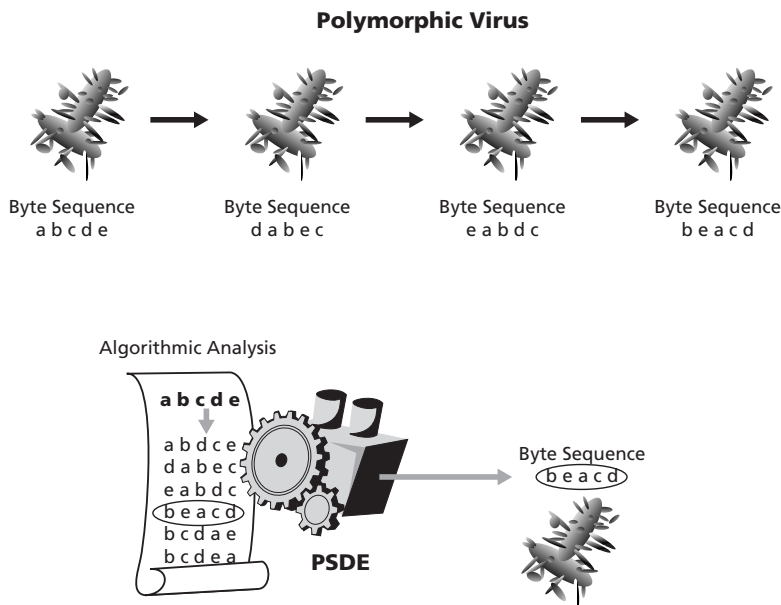 Polymorphic Virus
Byte Sequence
a b c d e
Byte Sequence
d a b e c
Byte Sequence
e a b d c
Byte Sequence
b e a c d
Algorithmic Analysis
a b c d e
a b d c e
d a b e c
e a b d c
b e a c d
b c d a e
b c d e a
PSDE
Byte Sequence
b e a c d